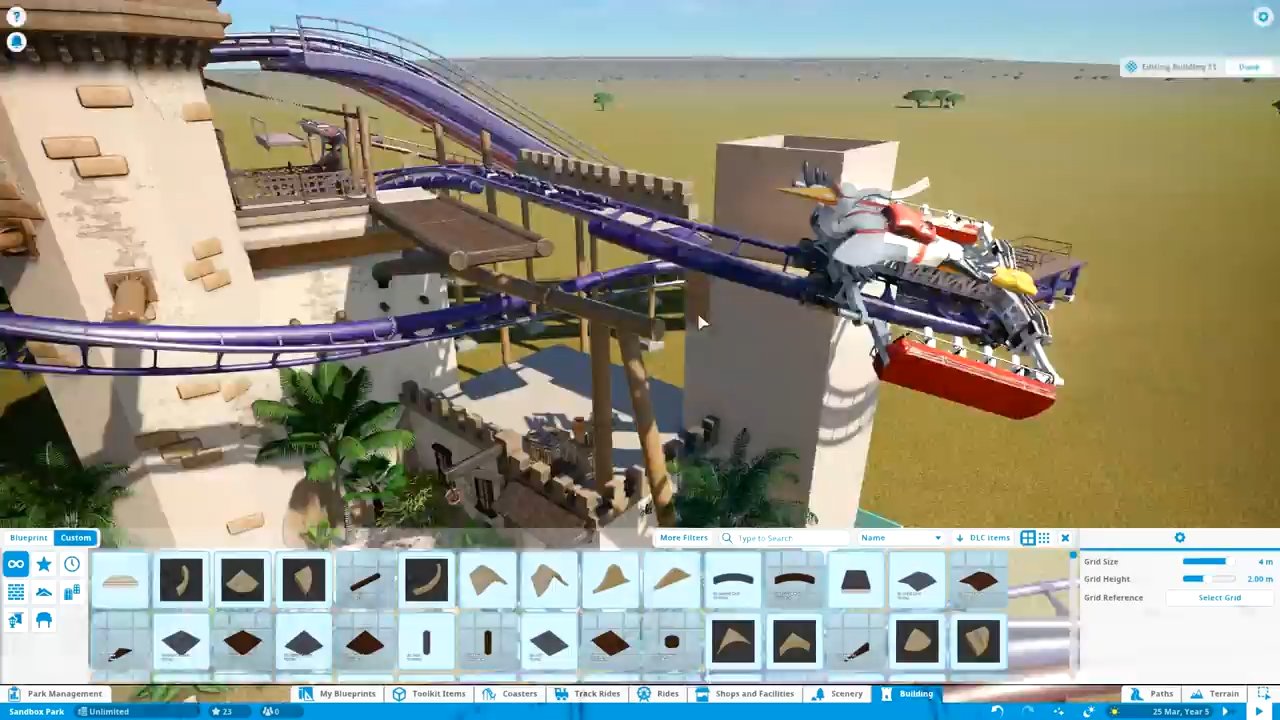 ?
Editing Building 11 Done
Blueprint Custom
More Filters Type to Search Name DLC items
Grid Size 4 m
Grid Height 2.00 m
Grid Reference Select Grid
Park Management My Blueprints Toolkit Items Coasters Track Rides Rides Shops and Facilities Scenery Building Paths Terrain
Sandbox Park Unlimited 23 0 25 Mar, Year 5